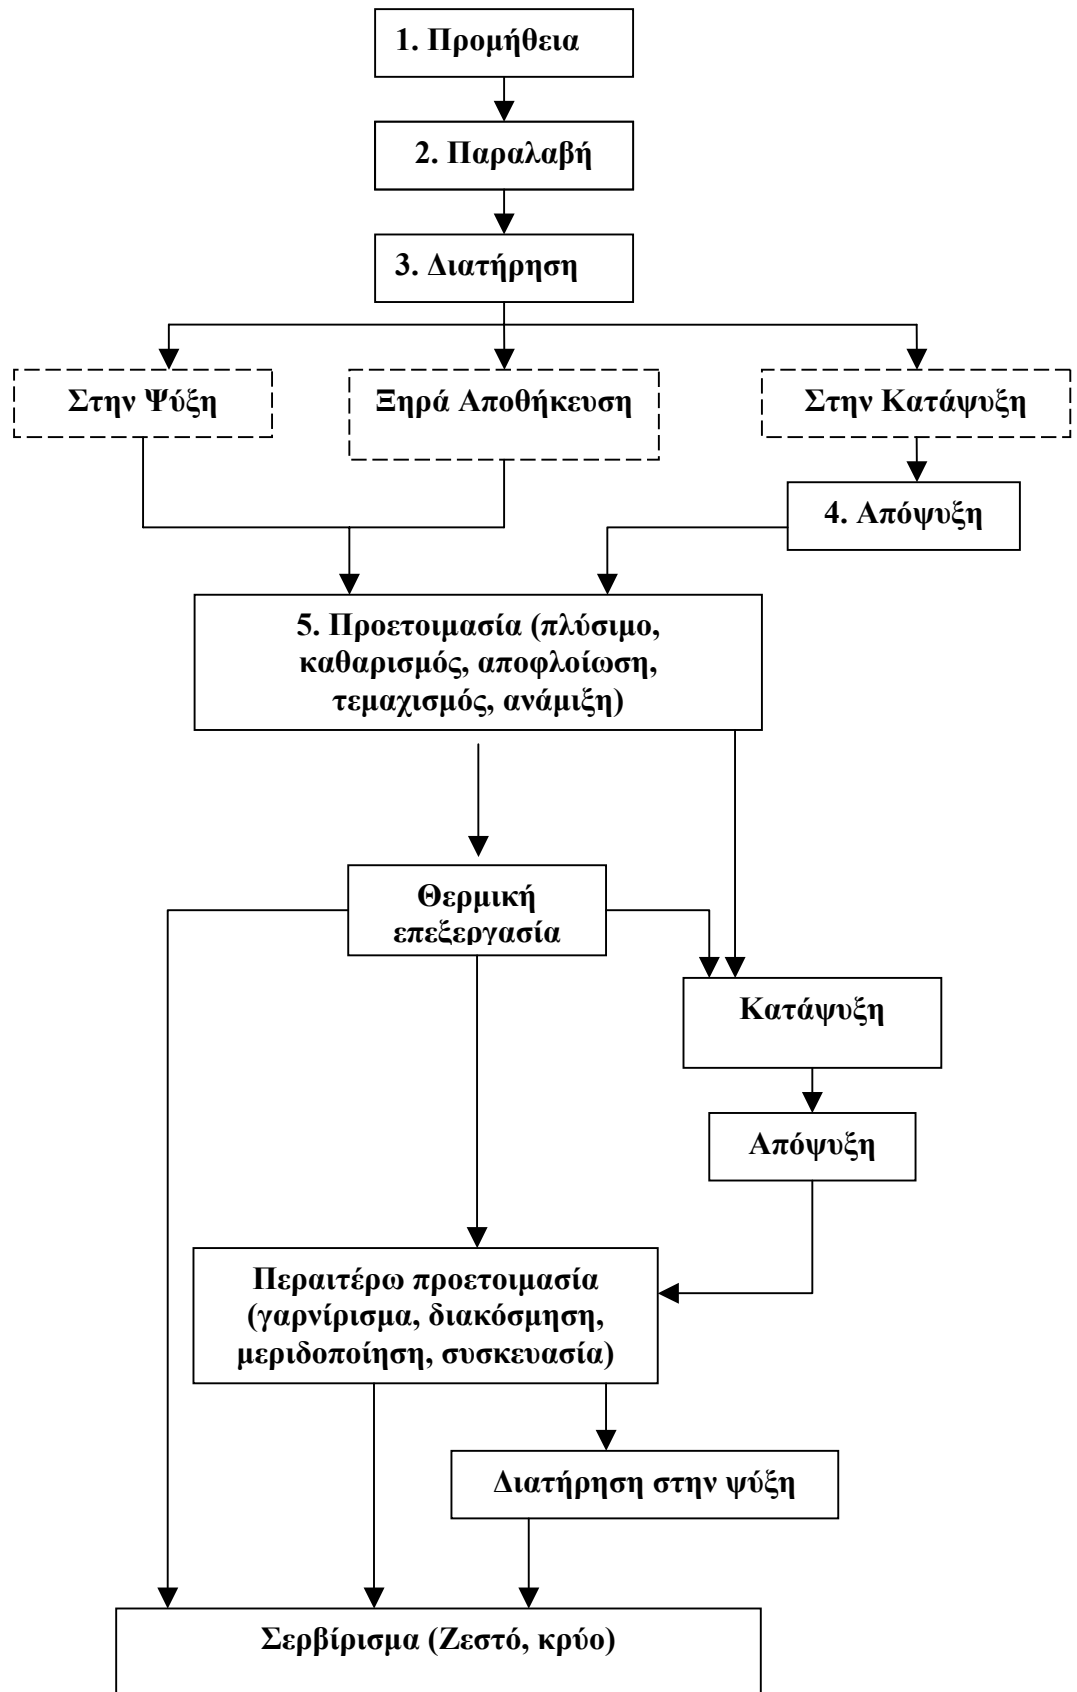 1. Προμήθεια
2. Παραλαβή
3. Διατήρηση
Στην Ψύξη
Ξηρά Αποθήκευση
Στην Κατάψυξη
4. Απόψυξη
5. Προετοιμασία (πλύσιμο,
καθαρισμός, αποφλοίωση,
τεμαχισμός, ανάμιξη)
Θερμική
επεξεργασία
Κατάψυξη
Απόψυξη
Περαιτέρω προετοιμασία
(γαρνίρισμα, διακόσμηση,
μεριδοποίηση, συσκευασία)
Διατήρηση στην ψύξη
Σερβίρισμα (Ζεστό, κρύο)